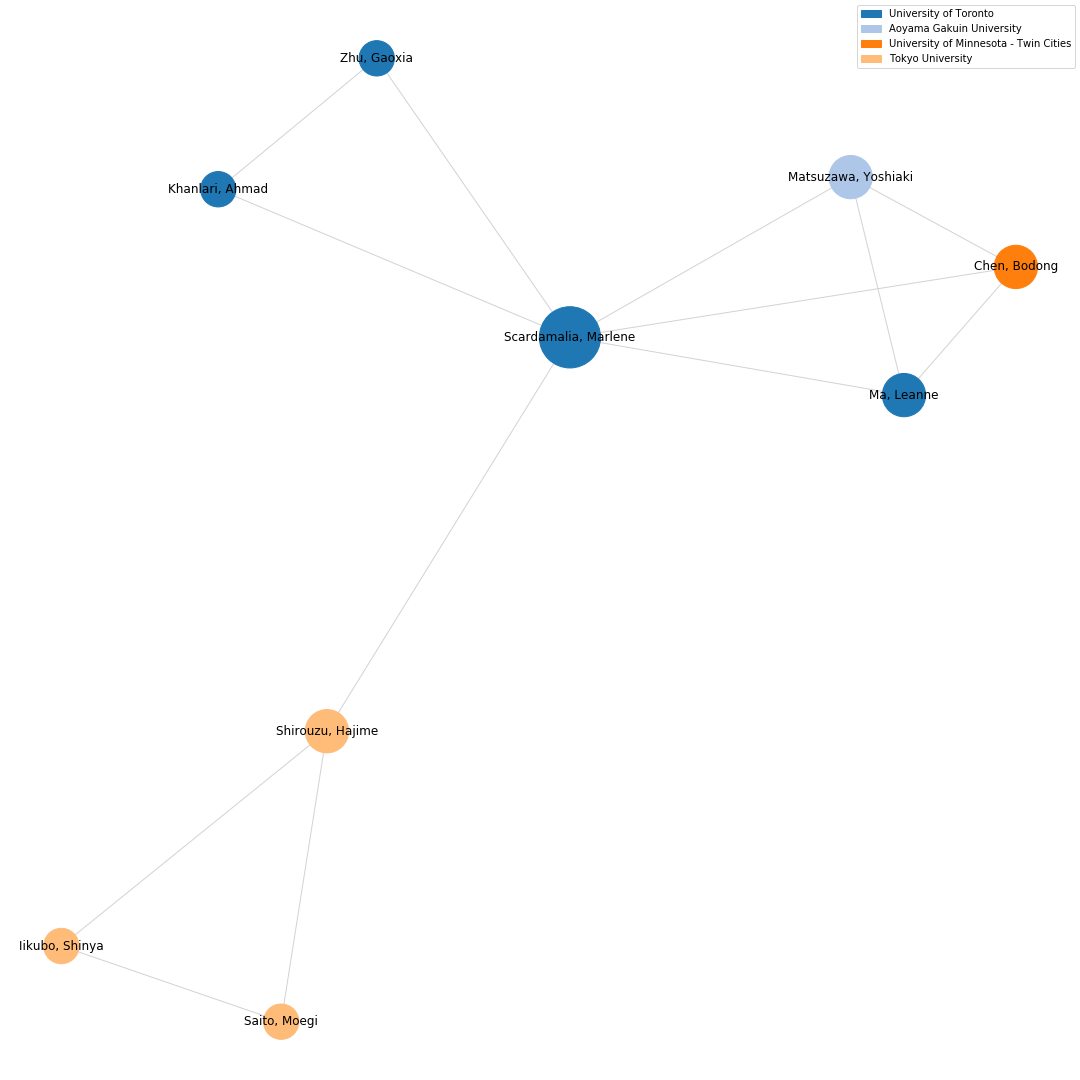 University of Toronto
Aoyama Gakuin University
University of Minnesota - Twin Cities
Tokyo University
Zhu, Gaoxia
Matsuzawa, Yoshiaki
Khanlari, Ahmad
Chen, Bodong
Scardamalia, Marlene
Ma, Leanne
Shirouzu, Hajime
Iikubo, Shinya
Saito, Moegi